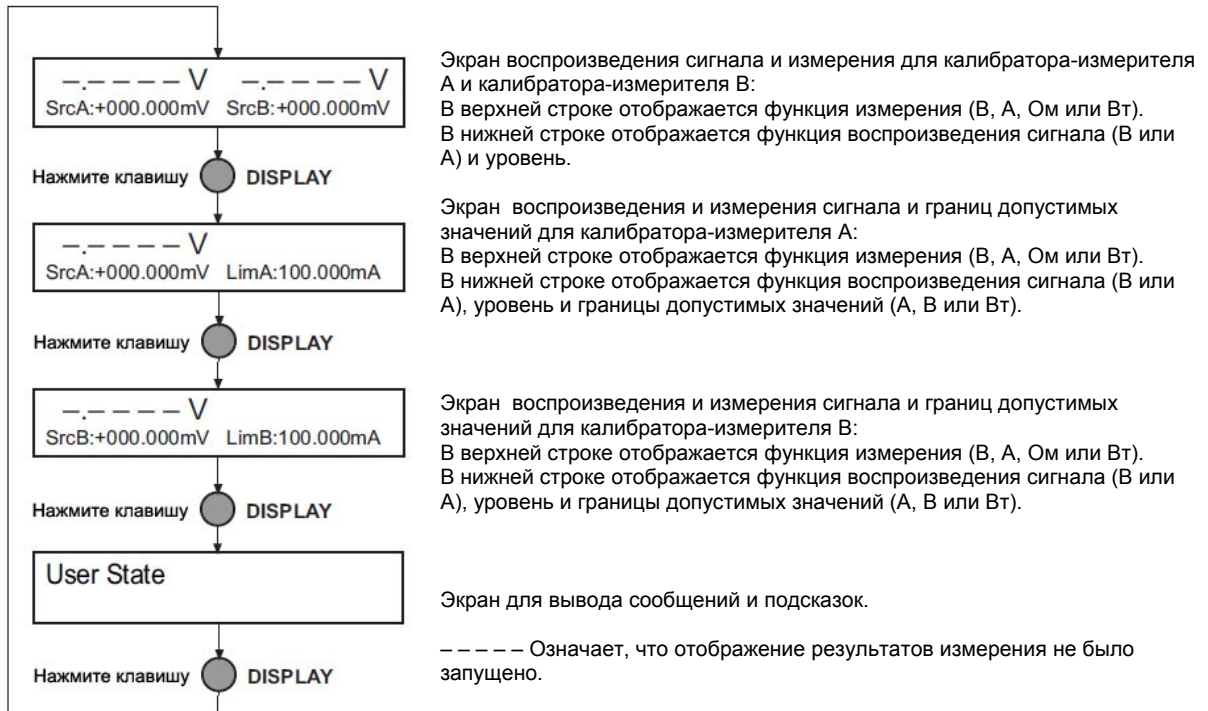 –.– – – – V –.– – – – V
SrcA:+000.000mV SrcB:+000.000mV
Экран воспроизведения сигнала и измерения для калибратора-измерителя
А и калибратора-измерителя В:
В верхней строке отображается функция измерения (В, А, Ом или Вт).
В нижней строке отображается функция воспроизведения сигнала (В или
А) и уровень.
Нажмите клавишу DISPLAY
–.– – – – V
SrcA:+000.000mV LimA:100.000mA
Экран воспроизведения и измерения сигнала и границ допустимых
значений для калибратора-измерителя А:
В верхней строке отображается функция измерения (В, А, Ом или Вт).
В нижней строке отображается функция воспроизведения сигнала (В или
А), уровень и границы допустимых значений (А, В или Вт).
Нажмите клавишу DISPLAY
–.– – – – V
SrcB:+000.000mV LimB:100.000mA
Экран воспроизведения и измерения сигнала и границ допустимых
значений для калибратора-измерителя В:
В верхней строке отображается функция измерения (В, А, Ом или Вт).
В нижней строке отображается функция воспроизведения сигнала (В или
А), уровень и границы допустимых значений (А, В или Вт).
Нажмите клавишу DISPLAY
User State
Экран для вывода сообщений и подсказок.
– – – – – Означает, что отображение результатов измерения не было
запущено.
Нажмите клавишу DISPLAY